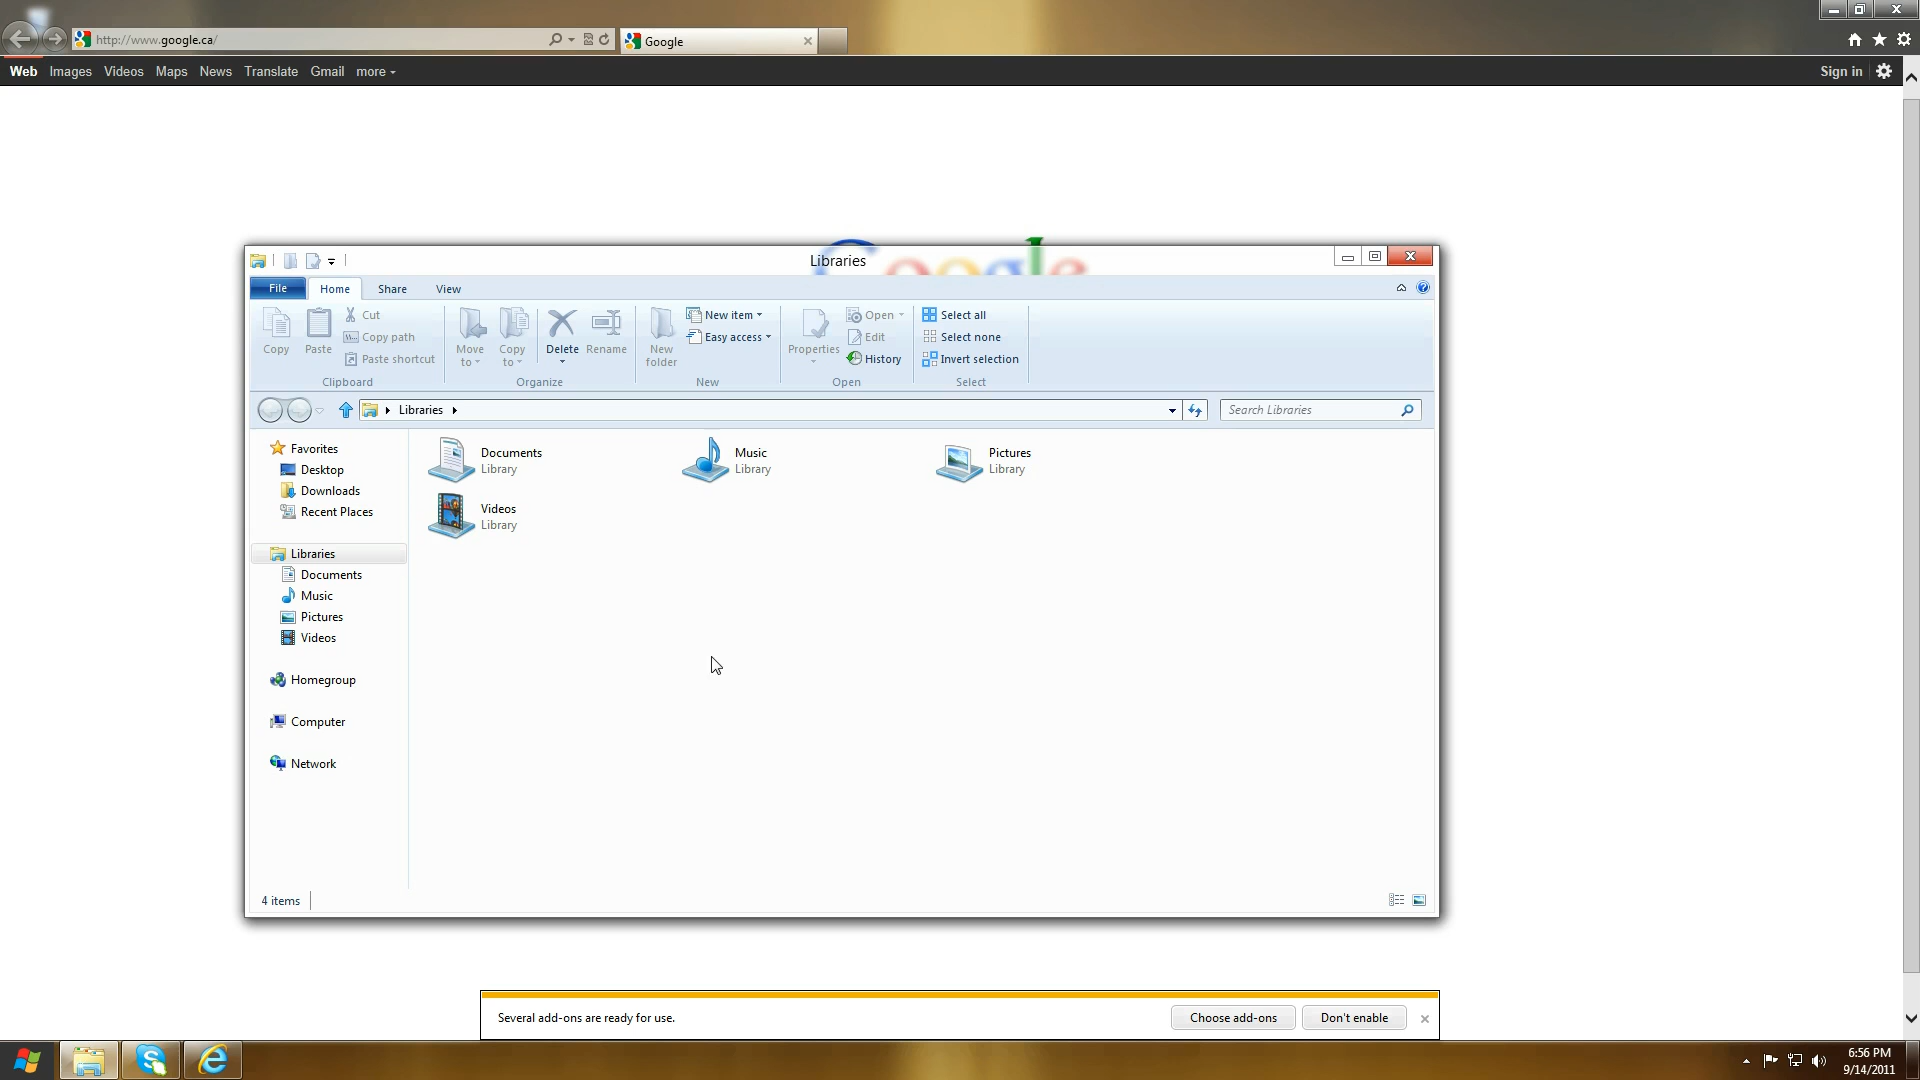 http://www.google.ca/
Google
Web Images Videos Maps News Translate Gmail more
Sign in
Google
Libraries
File Home Share View
Copy
Paste
Cut
Copy path
Paste shortcut
Clipboard
Move to
Copy to
Delete
Rename
Organize
New folder
New item
Easy access
New
Properties
Open
Edit
History
Open
Select all
Select none
Invert selection
Select
Libraries
Search Libraries
Favorites
Desktop
Downloads
Recent Places
Libraries
Documents
Music
Pictures
Videos
Homegroup
Computer
Network
Documents
Library
Music
Library
Pictures
Library
Videos
Library
4 items
Several add-ons are ready for use.
Choose add-ons
Don't enable
6:56 PM
9/14/2011